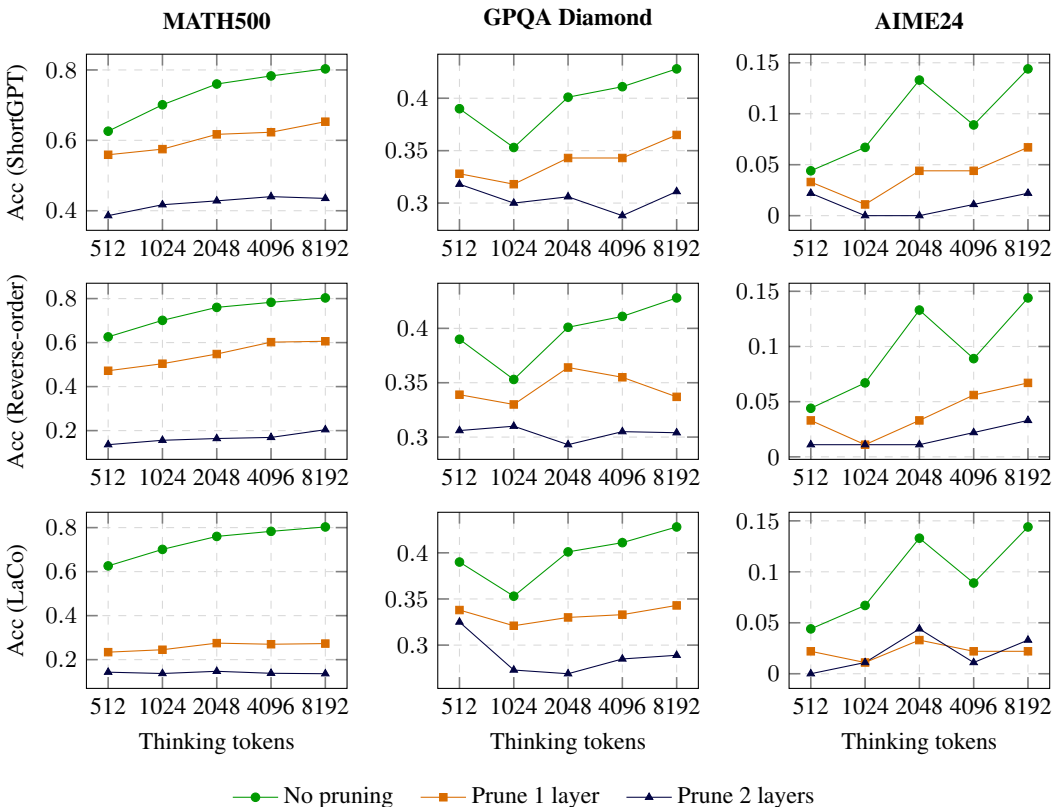 MATH500
GPQA Diamond
AIME24
Acc (ShortGPT)
0.8
0.6
0.4
512 1024 2048 4096 8192
0.4
0.35
0.3
512 1024 2048 4096 8192
0.15
0.1
0.05
0
512 1024 2048 4096 8192
Acc (Reverse-order)
0.8
0.6
0.4
0.2
512 1024 2048 4096 8192
0.4
0.35
0.3
512 1024 2048 4096 8192
0.15
0.1
0.05
0
512 1024 2048 4096 8192
Acc (LaCo)
0.8
0.6
0.4
0.2
512 1024 2048 4096 8192
Thinking tokens
0.4
0.35
0.3
512 1024 2048 4096 8192
Thinking tokens
0.15
0.1
0.05
0
512 1024 2048 4096 8192
Thinking tokens
No pruning Prune 1 layer Prune 2 layers